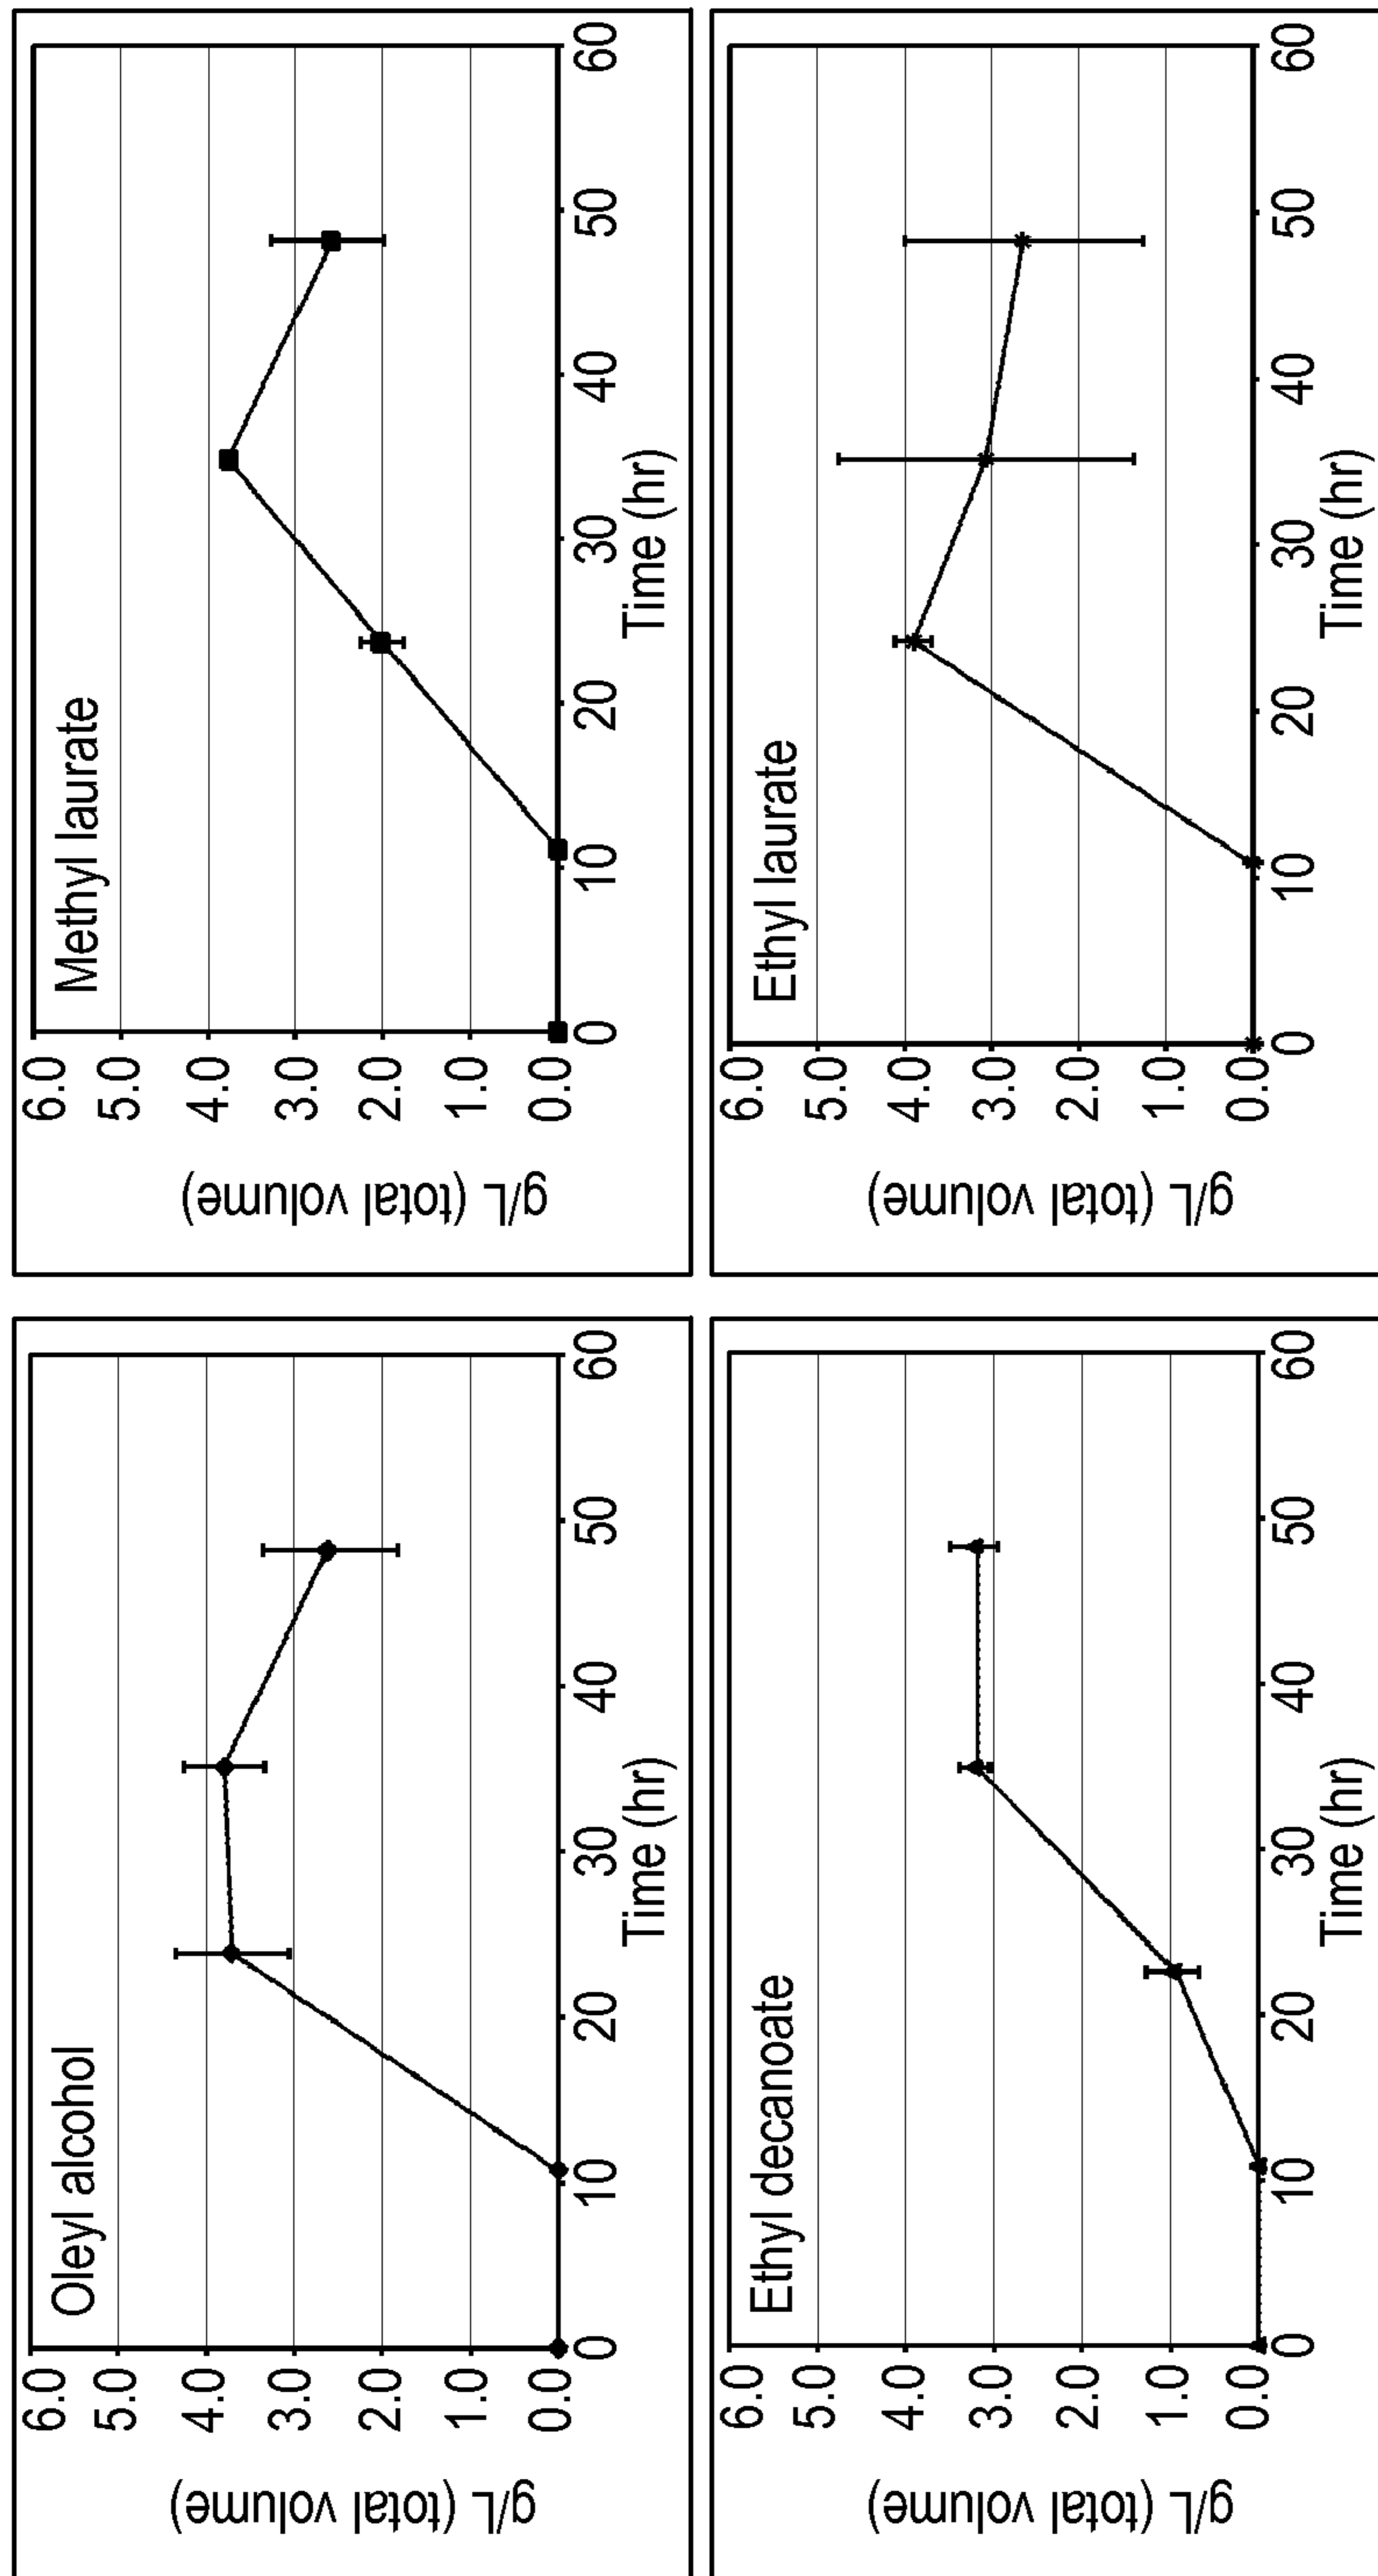 Oleyl alcohol
g/L (total volume)
6.0
5.0
4.0
3.0
2.0
1.0
0.0
0 10 20 30 40 50 60
Time (hr)
Methyl laurate
g/L (total volume)
6.0
5.0
4.0
3.0
2.0
1.0
0.0
0 10 20 30 40 50 60
Time (hr)
Ethyl decanoate
g/L (total volume)
6.0
5.0
4.0
3.0
2.0
1.0
0.0
0 10 20 30 40 50 60
Time (hr)
Ethyl laurate
g/L (total volume)
6.0
5.0
4.0
3.0
2.0
1.0
0.0
0 10 20 30 40 50 60
Time (hr)